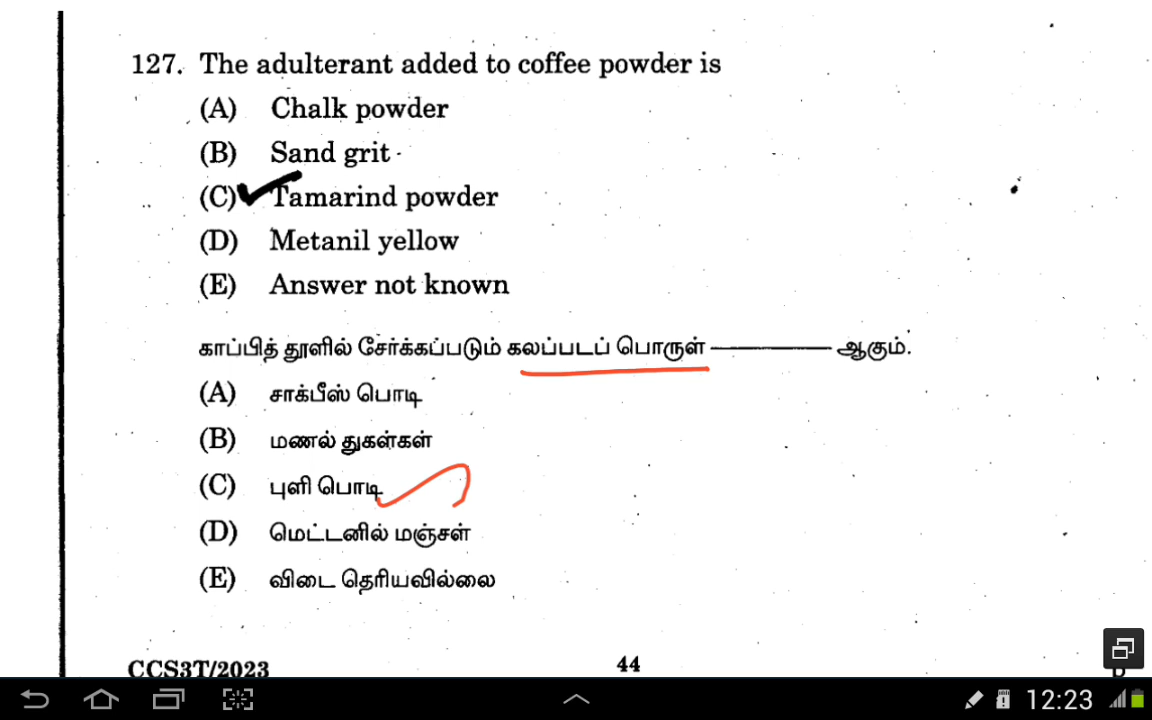 127. The adulterant added to coffee powder is
(A) Chalk powder
(B) Sand grit
(C) Tamarind powder
(D) Metanil yellow
(E) Answer not known
காப்பித் தூளில் சேர்க்கப்படும் கலப்படப் பொருள் ———— ஆகும்.
(A) சாக்பீஸ் பொடி
(B) மணல் துகள்கள்
(C) புளி பொடி
(D) மெட்டனில் மஞ்சள்
(E) விடை தெரியவில்லை
CCS3T/2023 44
12:23